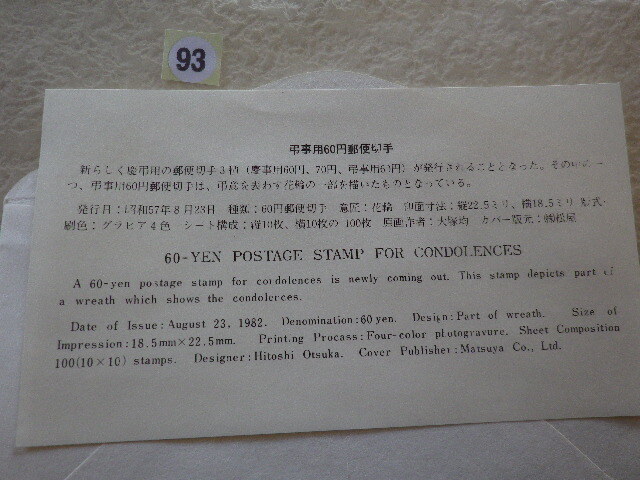 93
弔事用60円郵便切手
新らしく慶弔用の郵便切手3種(慶事用60円、70円、弔事用60円)が発行されることとなった。その中の一
つ、弔事用60円郵便切手は、弔意を表わす花輪の一部を描いたものとなっている。
発行日:昭和57年8月23日 種類:60円郵便切手 意匠:花輪 印面寸法:縦22.5ミリ、横18.5ミリ 版式・
刷色:グラビア4色 シート構成:縦10枚、横10枚の100枚 原画作者:大塚均 カバー版元:㈱松屋
60-YEN POSTAGE STAMP FOR CONDOLENCES
A 60-yen postage stamp for condolences is newly coming out. This stamp depicts part of
a wreath which shows the condolences.
Date of Issue:August 23, 1982. Denomination:60 yen. Design:Part of wreath. Size of
Impression:18.5mm×22.5mm. Printing Procass:Four-color photogravure. Sheet Composition
100(10×10) stamps. Designer:Hitoshi Otsuka. Cover Publisher:Matsuya Co., Ltd.